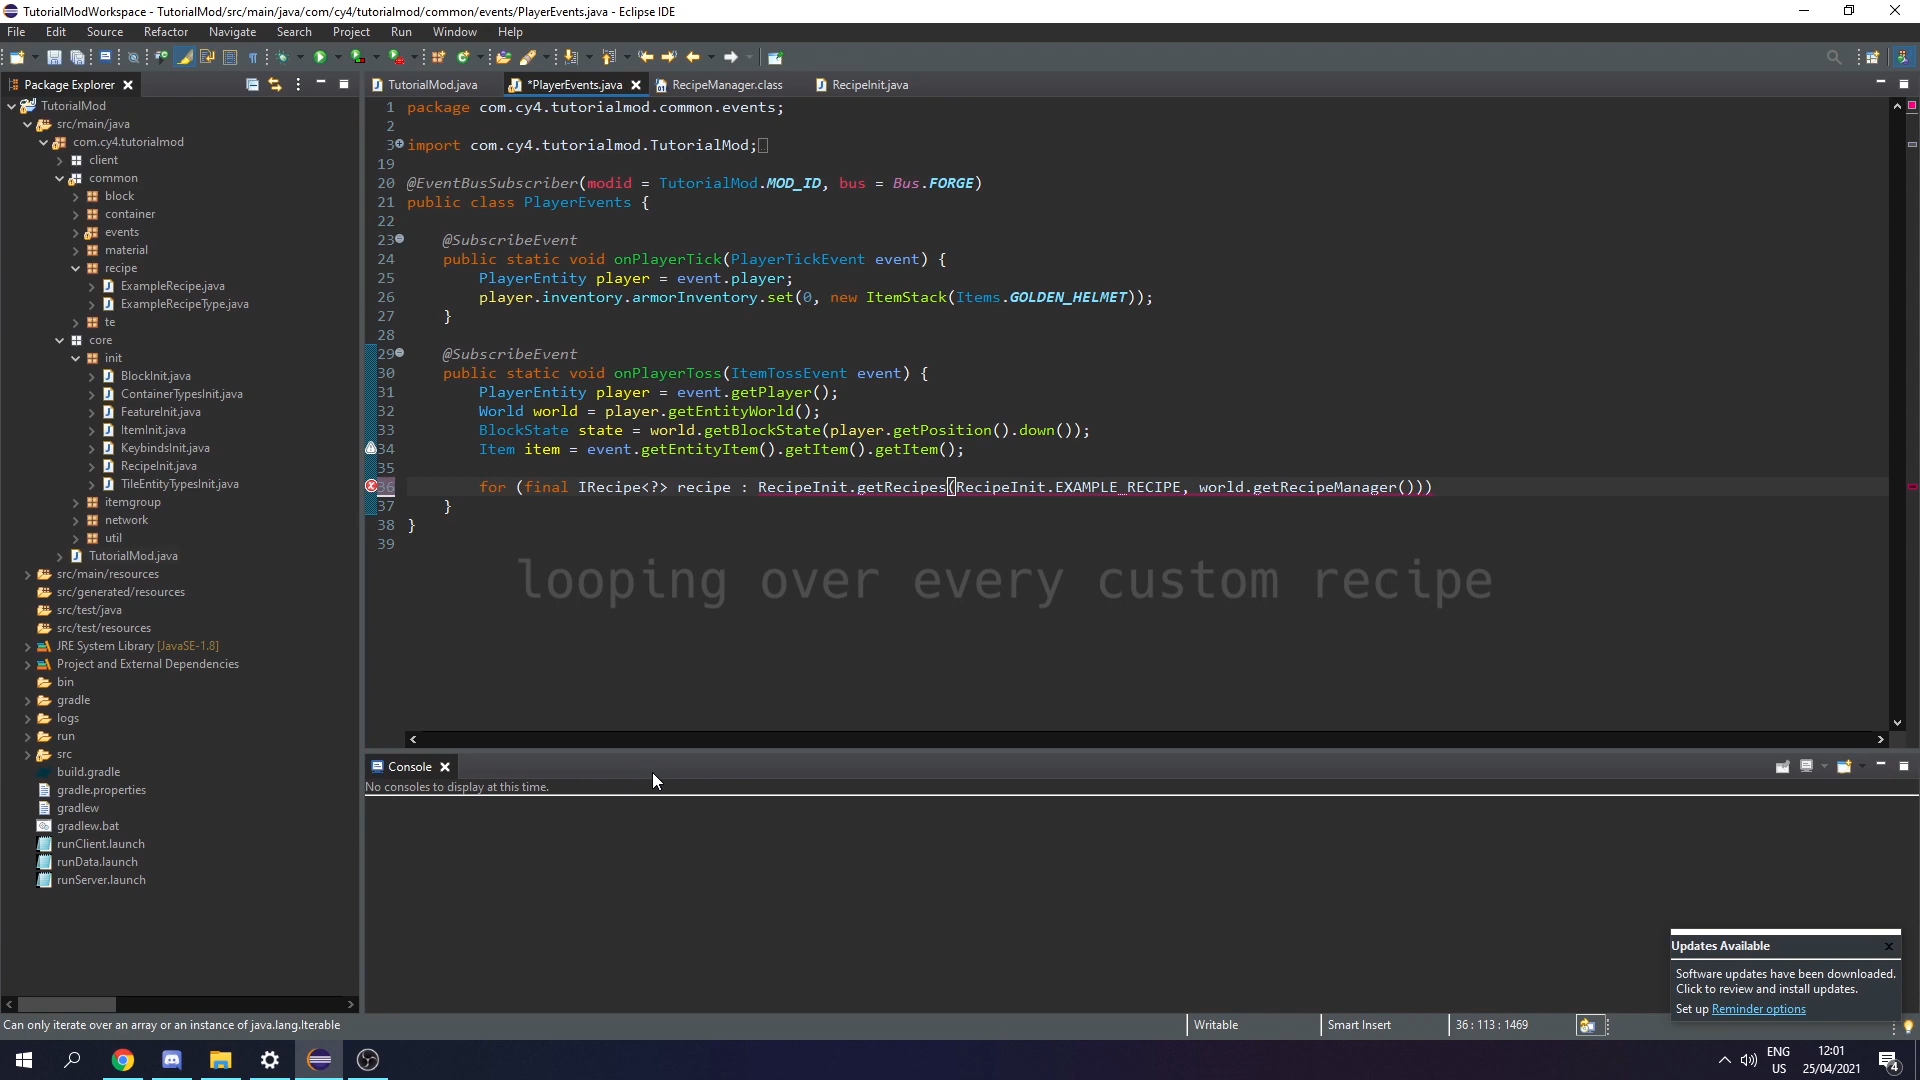 TutorialModWorkspace - TutorialMod/src/main/java/com/cy4/tutorialmod/common/events/PlayerEvents.java - Eclipse IDE
File Edit Source Refactor Navigate Search Project Run Window Help
Package Explorer
TutorialMod.java *PlayerEvents.java RecipeManager.class RecipeInit.java
TutorialMod
src/main/java
com.cy4.tutorialmod
client
common
block
container
events
material
recipe
ExampleRecipe.java
ExampleRecipeType.java
te
core
init
BlockInit.java
ContainerTypesInit.java
FeatureInit.java
ItemInit.java
KeybindsInit.java
RecipeInit.java
TileEntityTypesInit.java
itemgroup
network
util
TutorialMod.java
src/main/resources
src/generated/resources
src/test/java
src/test/resources
JRE System Library [JavaSE-1.8]
Project and External Dependencies
bin
gradle
logs
run
src
build.gradle
gradle.properties
gradlew
gradlew.bat
runClient.launch
runData.launch
runServer.launch
1 package com.cy4.tutorialmod.common.events;
2
3 import com.cy4.tutorialmod.TutorialMod;
19
20 @EventBusSubscriber(modid = TutorialMod.MOD_ID, bus = Bus.FORGE)
21 public class PlayerEvents {
22
23 @SubscribeEvent
24 public static void onPlayerTick(PlayerTickEvent event) {
25 PlayerEntity player = event.player;
26 player.inventory.armorInventory.set(0, new ItemStack(Items.GOLDEN_HELMET));
27 }
28
29 @SubscribeEvent
30 public static void onPlayerToss(ItemTossEvent event) {
31 PlayerEntity player = event.getPlayer();
32 World world = player.getEntityWorld();
33 BlockState state = world.getBlockState(player.getPosition().down());
34 Item item = event.getEntityItem().getItem().getItem();
35
36 for (final IRecipe<?> recipe : RecipeInit.getRecipes(RecipeInit.EXAMPLE_RECIPE, world.getRecipeManager()))
37 }
38 }
39
looping over every custom recipe
Console
No consoles to display at this time.
Updates Available
Software updates have been downloaded.
Click to review and install updates.
Set up Reminder options
Can only iterate over an array or an instance of java.lang.Iterable
Writable
Smart Insert
36 : 113 : 1469
ENG
US
12:01
25/04/2021
4